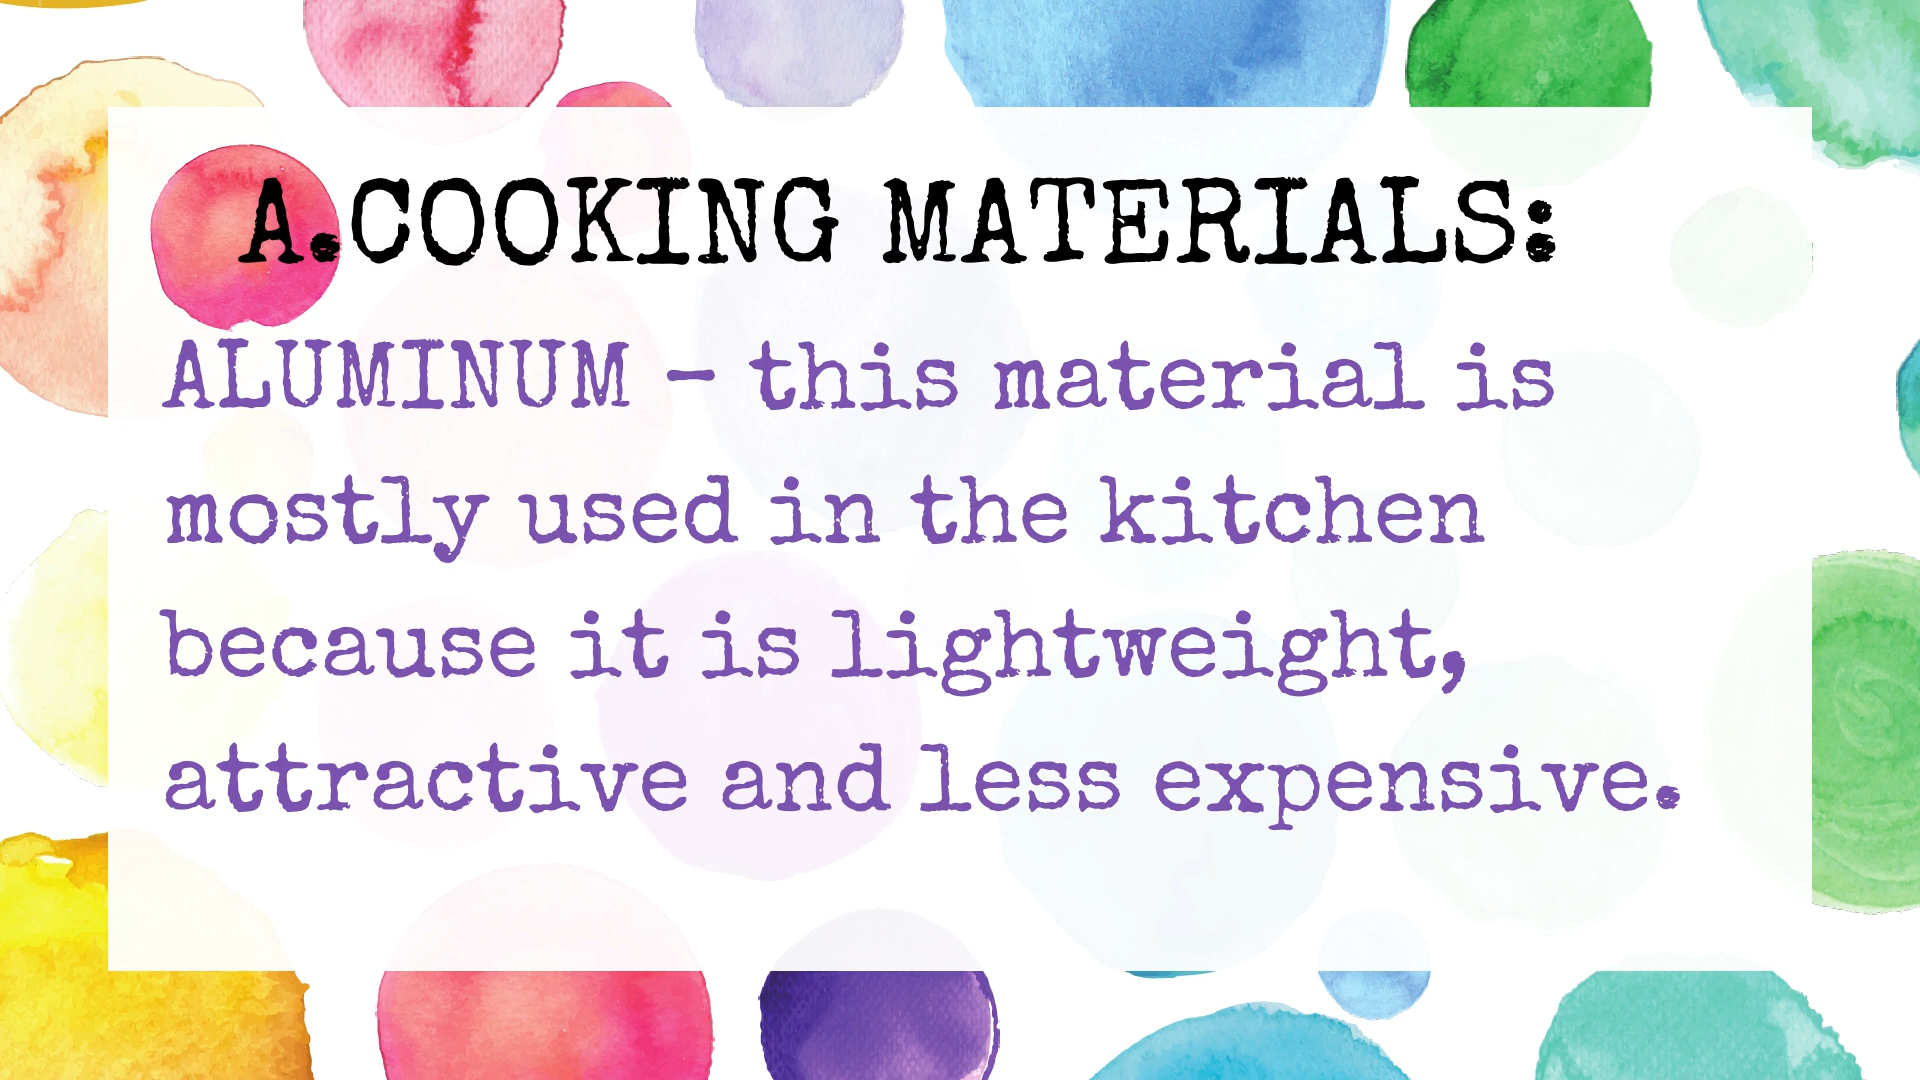 A.COOKING MATERIALS:
ALUMINUM – this material is
mostly used in the kitchen
because it is lightweight,
attractive and less expensive.